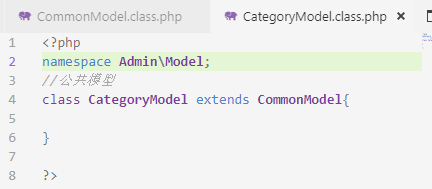 CommonModel.class.php
CategoryModel.class.php ×
1 <?php
2 namespace Admin\Model;
3 //公共模型
4 class CategoryModel extends CommonModel{
5
6 }
7
8 ?>